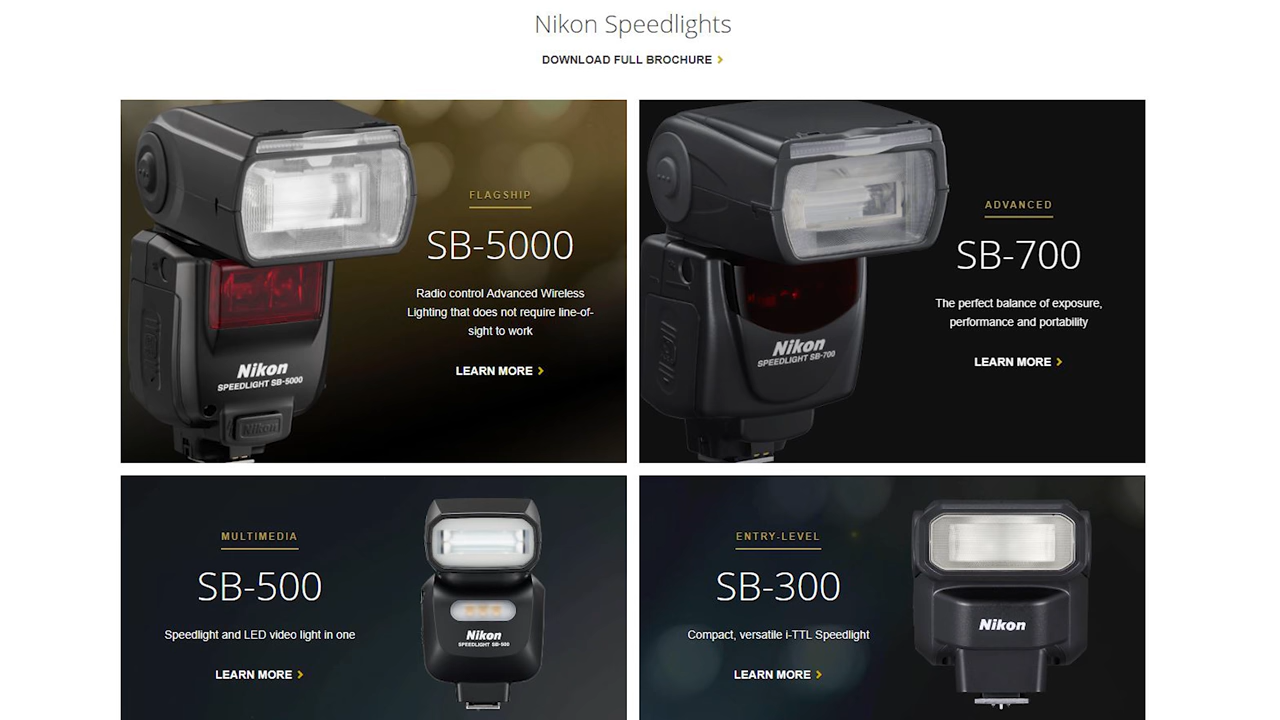 Nikon Speedlights
DOWNLOAD FULL BROCHURE >
FLAGSHIP
SB-5000
Radio control Advanced Wireless
Lighting that does not require line-of-
sight to work
LEARN MORE >
Nikon
SPEEDLIGHT SB-5000
Nikon
ADVANCED
SB-700
The perfect balance of exposure,
performance and portability
LEARN MORE >
Nikon
SPEEDLIGHT SB-700
MULTIMEDIA
SB-500
Speedlight and LED video light in one
LEARN MORE >
Nikon
SPEEDLIGHT SB-500
ENTRY-LEVEL
SB-300
Compact, versatile i-TTL Speedlight
LEARN MORE >
Nikon